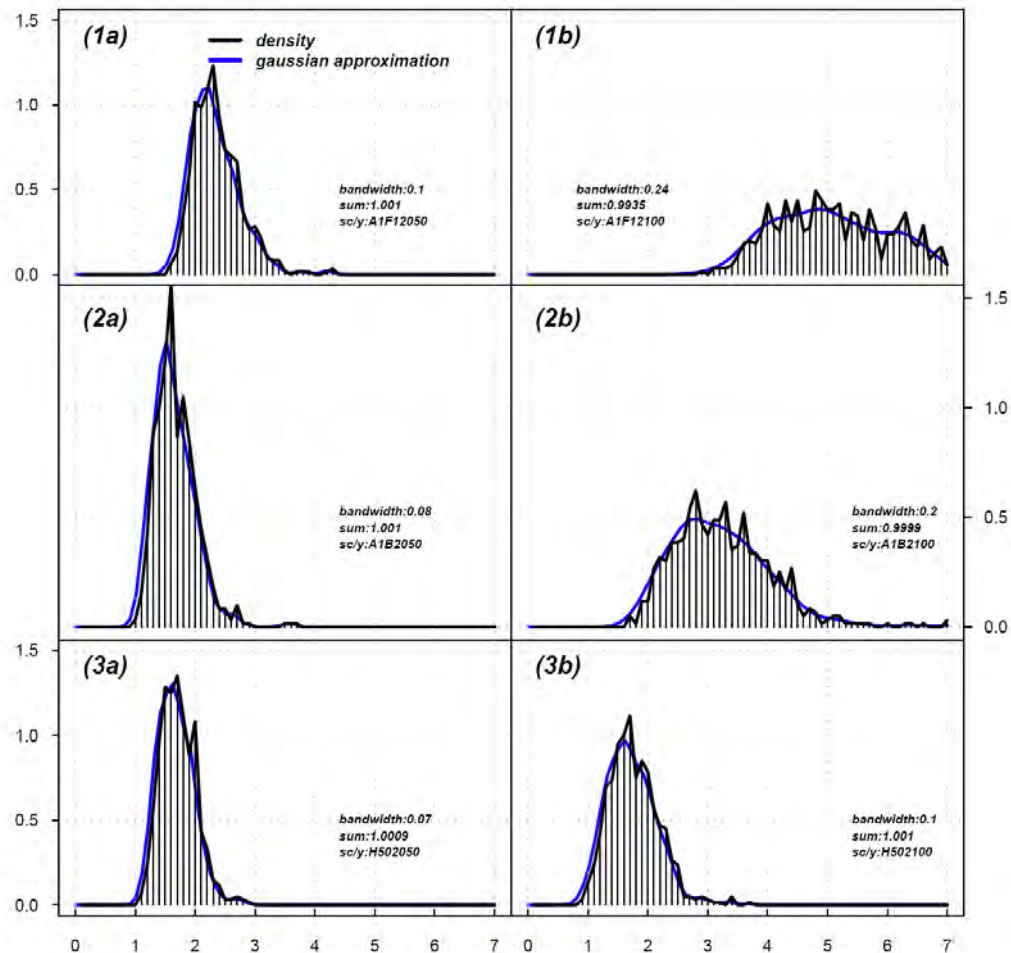 (1a)
density
gaussian approximation
bandwidth:0.1
sum:1.001
sc/y:A1F12050
1.5
1.0
0.5
0.0
(1b)
bandwidth:0.24
sum:0.9935
sc/y:A1F12100
(2a)
bandwidth:0.08
sum:1.001
sc/y:A1B2050
(2b)
bandwidth:0.2
sum:0.9999
sc/y:A1B2100
1.5
1.0
0.5
0.0
(3a)
bandwidth:0.07
sum:1.0009
sc/y:H502050
1.5
1.0
0.5
0.0
(3b)
bandwidth:0.1
sum:1.001
sc/y:H502100
0 1 2 3 4 5 6 7
0 1 2 3 4 5 6 7